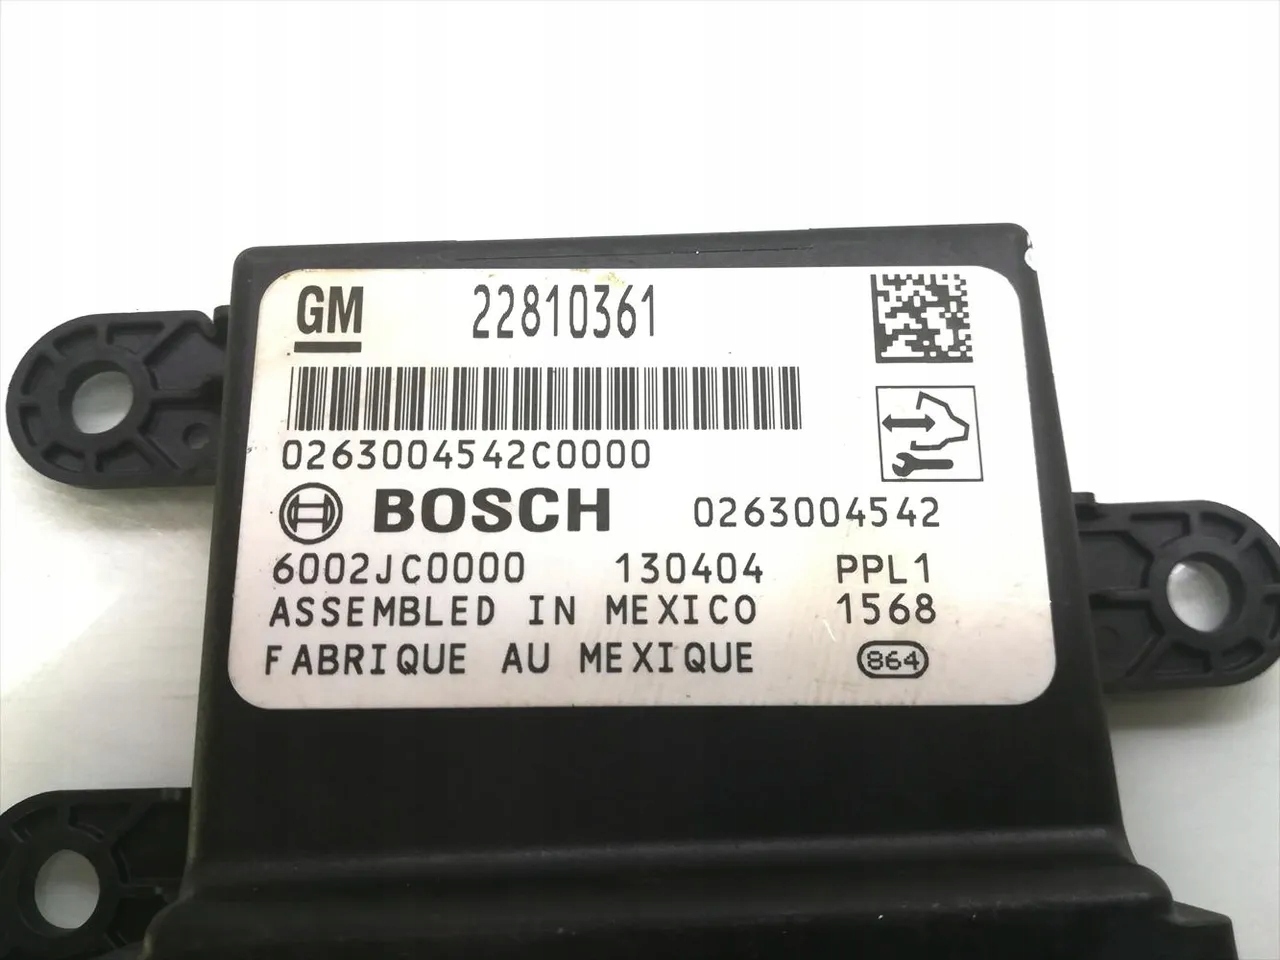 GM 22810361
0263004542C0000
BOSCH 0263004542
6002JC0000 130404 PPL1
ASSEMBLED IN MEXICO 1568
FABRIQUE AU MEXIQUE 864